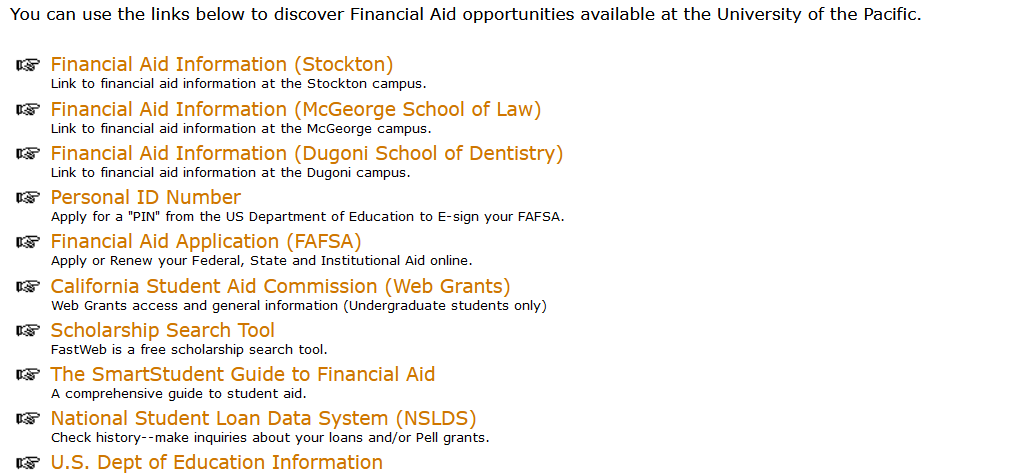 You can use the links below to discover Financial Aid opportunities available at the University of the Pacific.
Financial Aid Information (Stockton)
Link to financial aid information at the Stockton campus.
Financial Aid Information (McGeorge School of Law)
Link to financial aid information at the McGeorge campus.
Financial Aid Information (Dugoni School of Dentistry)
Link to financial aid information at the Dugoni campus.
Personal ID Number
Apply for a "PIN" from the US Department of Education to E-sign your FAFSA.
Financial Aid Application (FAFSA)
Apply or Renew your Federal, State and Institutional Aid online.
California Student Aid Commission (Web Grants)
Web Grants access and general information (Undergraduate students only)
Scholarship Search Tool
FastWeb is a free scholarship search tool.
The SmartStudent Guide to Financial Aid
A comprehensive guide to student aid.
National Student Loan Data System (NSLDS)
Check history--make inquiries about your loans and/or Pell grants.
U.S. Dept of Education Information